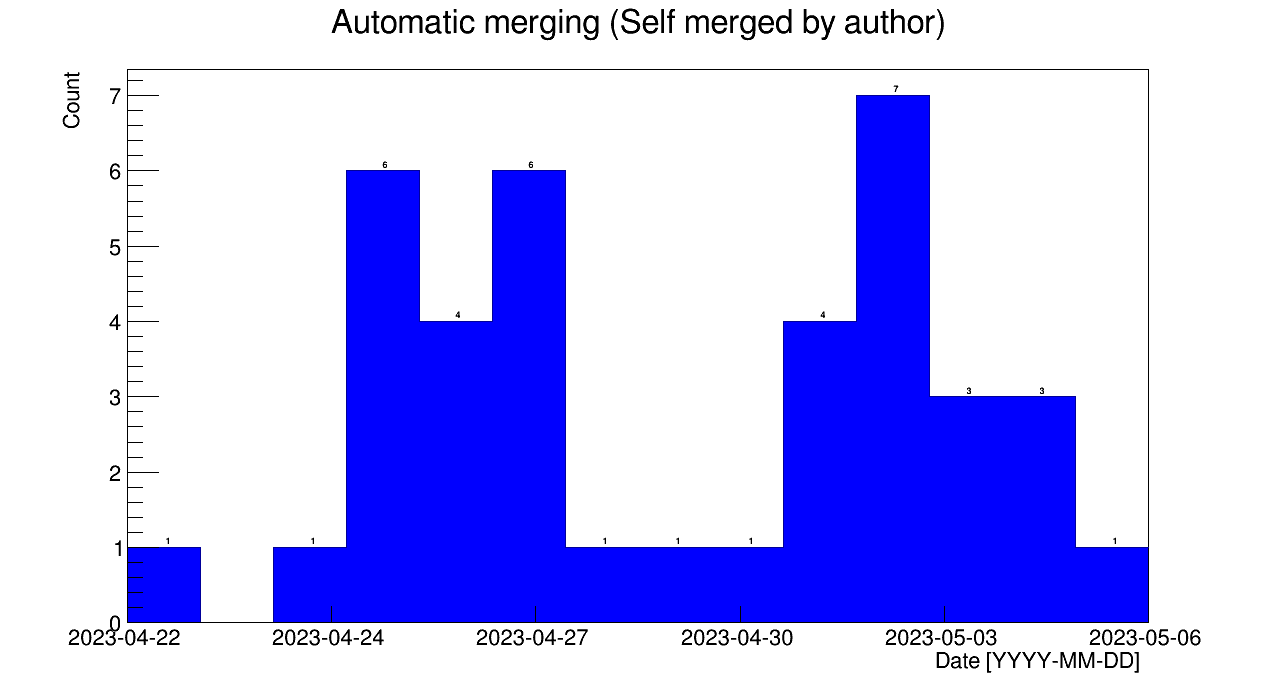 Automatic merging (Self merged by author)
Count
7
6
5
4
3
2
1
0
1 1 6 4 6 1 1 1 4 7 3 3 1
2023-04-22 2023-04-24 2023-04-27 2023-04-30 2023-05-03 2023-05-06
Date [YYYY-MM-DD]